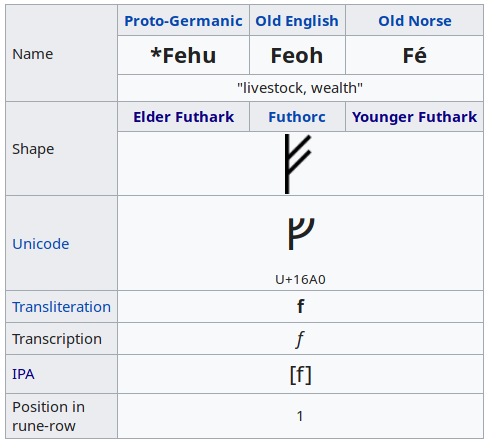 Name
Proto-Germanic Old English Old Norse
*Fehu Feoh Fé
"livestock, wealth"
Shape
Elder Futhark Futhorc Younger Futhark
Unicode
ᚠ
U+16A0
Transliteration f
Transcription f
IPA [f]
Position in
rune-row
1